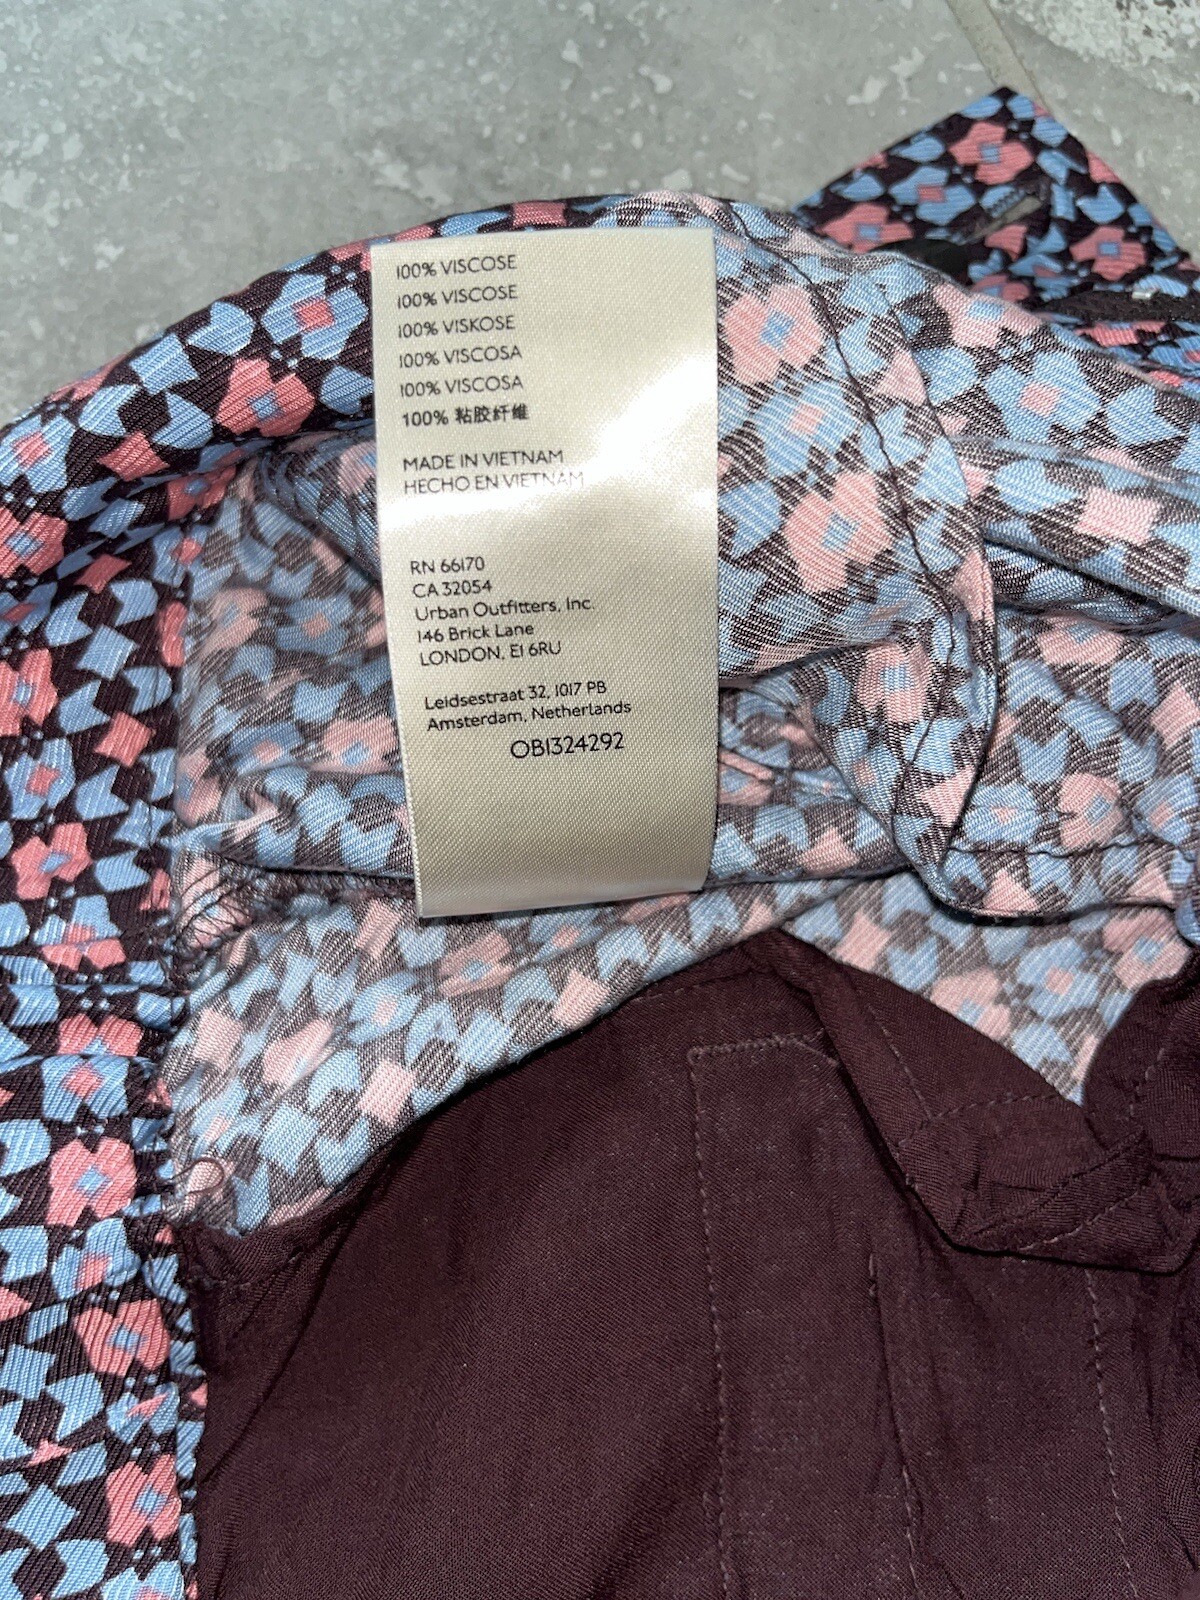 100% VISCOSE
100% VISCOSE
100% VISKOSE
100% VISCOSA
100% VISCOSA
100% 粘胶纤维
MADE IN VIETNAM
HECHO EN VIETNAM
RN 66170
CA 32054
Urban Outfitters, Inc.
146 Brick Lane
LONDON, E1 6RU
Leidsestraat 32, 1017 PB
Amsterdam, Netherlands
OB1324292